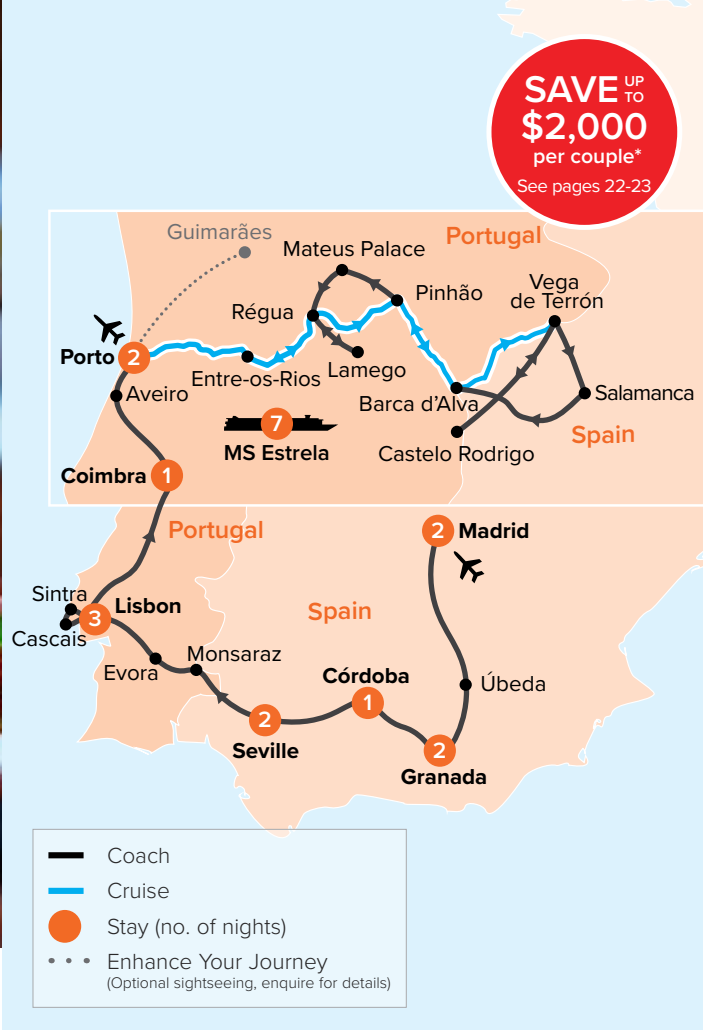 SAVE UP TO
$2,000
per couple*
See pages 22-23
Guimarães
Portugal
Mateus Palace
Pinhão
Vega
de Terrón
Régua
Porto
2
Entre-os-Rios
Lamego
Aveiro
Barca d'Alva
Salamanca
7
MS Estrela
Castelo Rodrigo
Spain
Coimbra
1
Portugal
2
Madrid
Sintra
Lisbon
3
Cascais
Spain
Evora
Monsaraz
Córdoba
1
Úbeda
2
Seville
2
Granada
Coach
Cruise
Stay (no. of nights)
Enhance Your Journey
(Optional sightseeing, enquire for details)